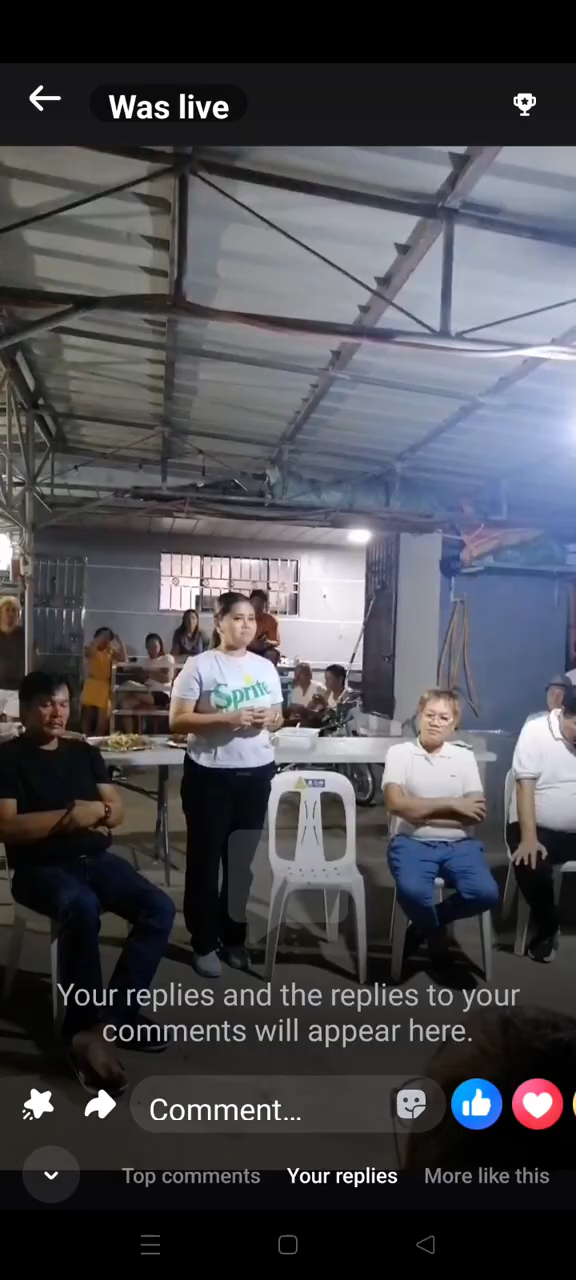 Was live
Sprite
Your replies and the replies to your
comments will appear here.
Comment...
Top comments
Your replies
More like this